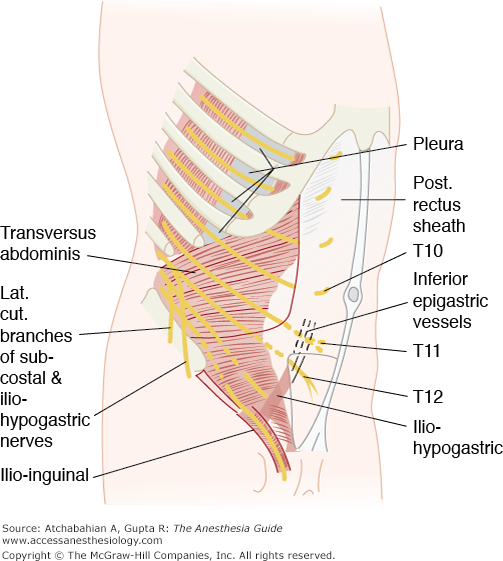 Pleura
Post.
rectus
sheath
T10
Inferior
epigastric
vessels
T11
T12
Ilio-
hypogastric
Transversus
abdominis
Lat.
cut.
branches
of sub-
costal &
ilio-
hypogastric
nerves
Ilio-inguinal
Source: Atchabahian A, Gupta R: The Anesthesia Guide
www.accessanesthesiology.com
Copyright © The McGraw-Hill Companies, Inc. All rights reserved.